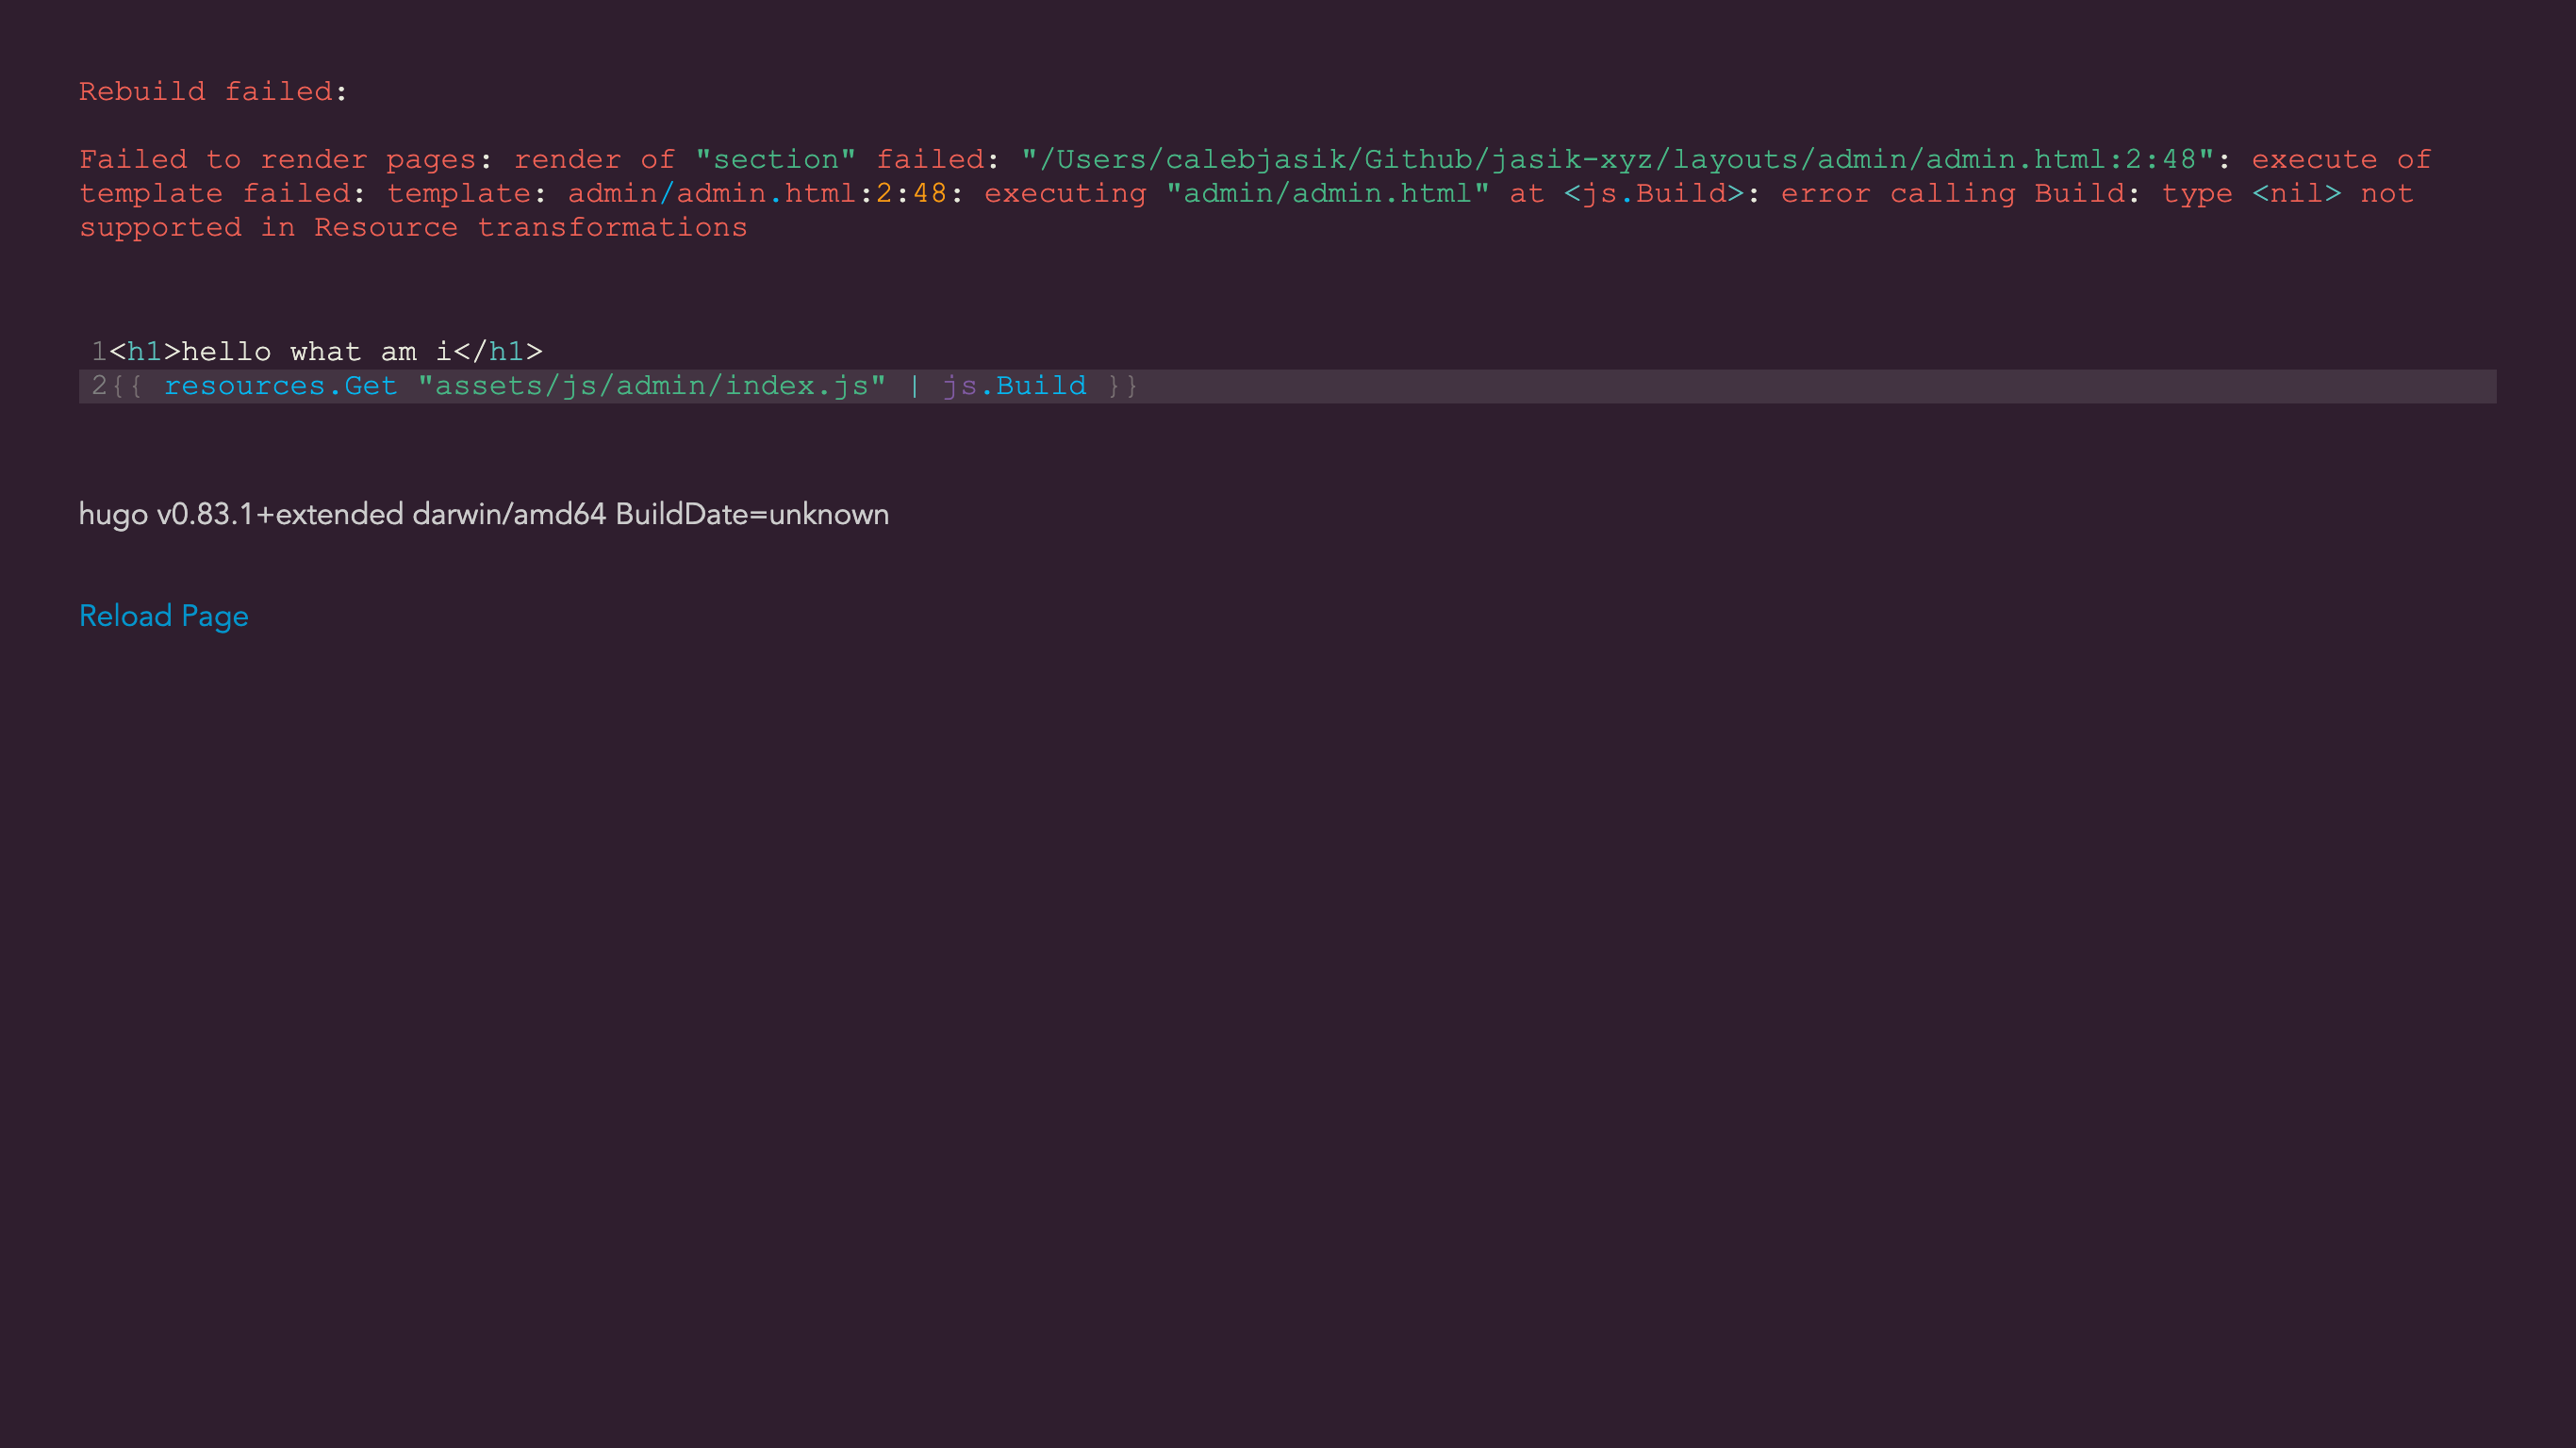 Rebuild failed:
Failed to render pages: render of "section" failed: "/Users/calebjasik/Github/jasik-xyz/layouts/admin/admin.html:2:48": execute of
template failed: template: admin/admin.html:2:48: executing "admin/admin.html" at <js.Build>: error calling Build: type <nil> not
supported in Resource transformations
1<h1>hello what am i</h1>
2{{ resources.Get "assets/js/admin/index.js" | js.Build }}
hugo v0.83.1+extended darwin/amd64 BuildDate=unknown
Reload Page